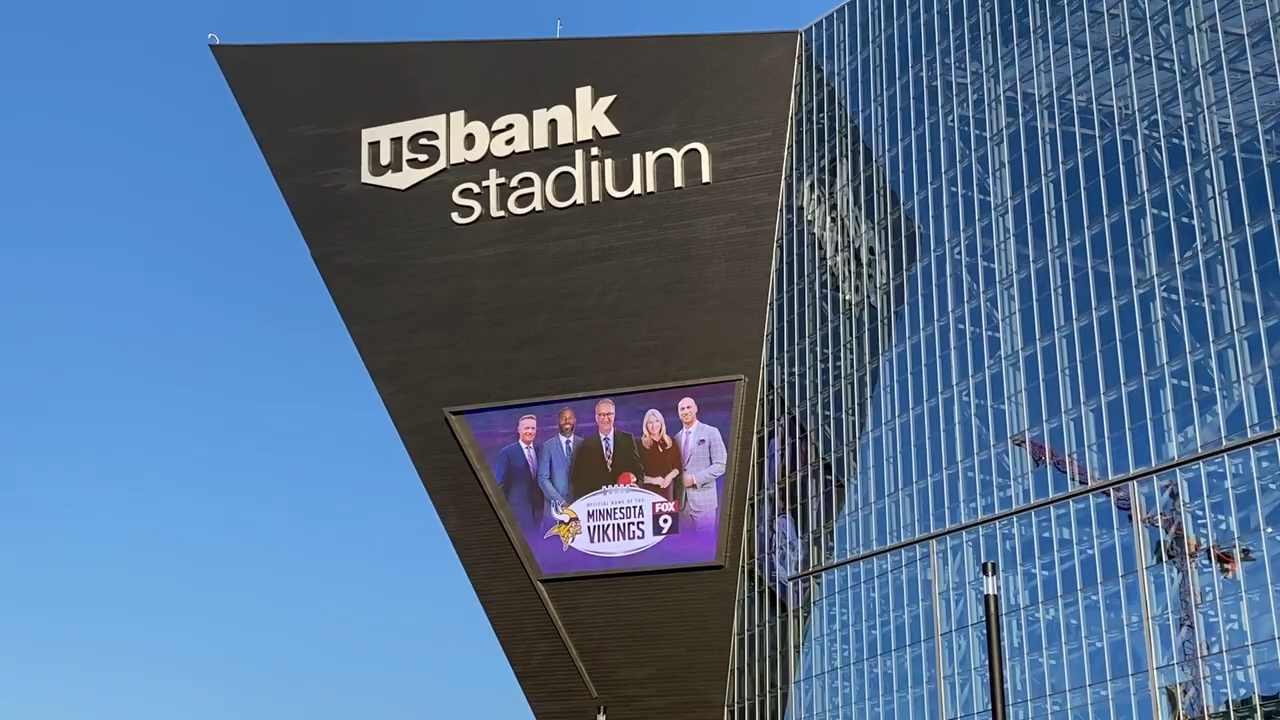 usbank
stadium
OFFICIAL HOME OF THE
MINNESOTA
VIKINGS
FOX
9